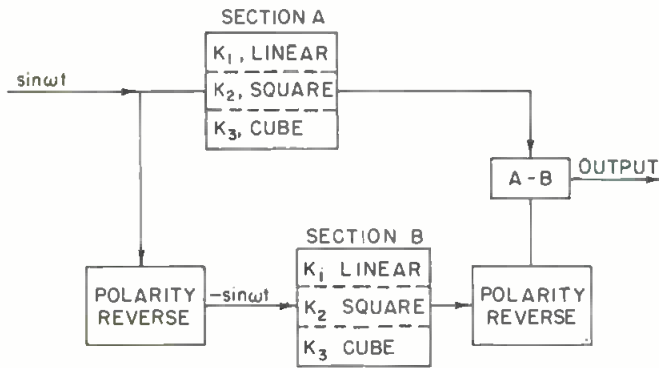 SECTION A
K1, LINEAR
sinωt
K2, SQUARE
K3, CUBE
A-B
OUTPUT
SECTION B
K1 LINEAR
POLARITY
REVERSE
-sinωt
K2 SQUARE
POLARITY
REVERSE
K3 CUBE